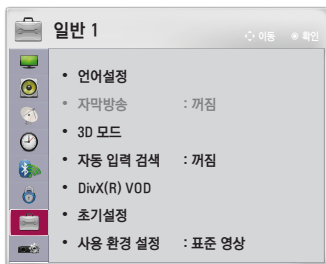 일반 1
이동 확인
• 언어설정
• 자막방송 : 꺼짐
• 3D 모드
• 자동 입력 검색 : 꺼짐
• DivX(R) VOD
• 초기설정
• 사용 환경 설정 : 표준 영상